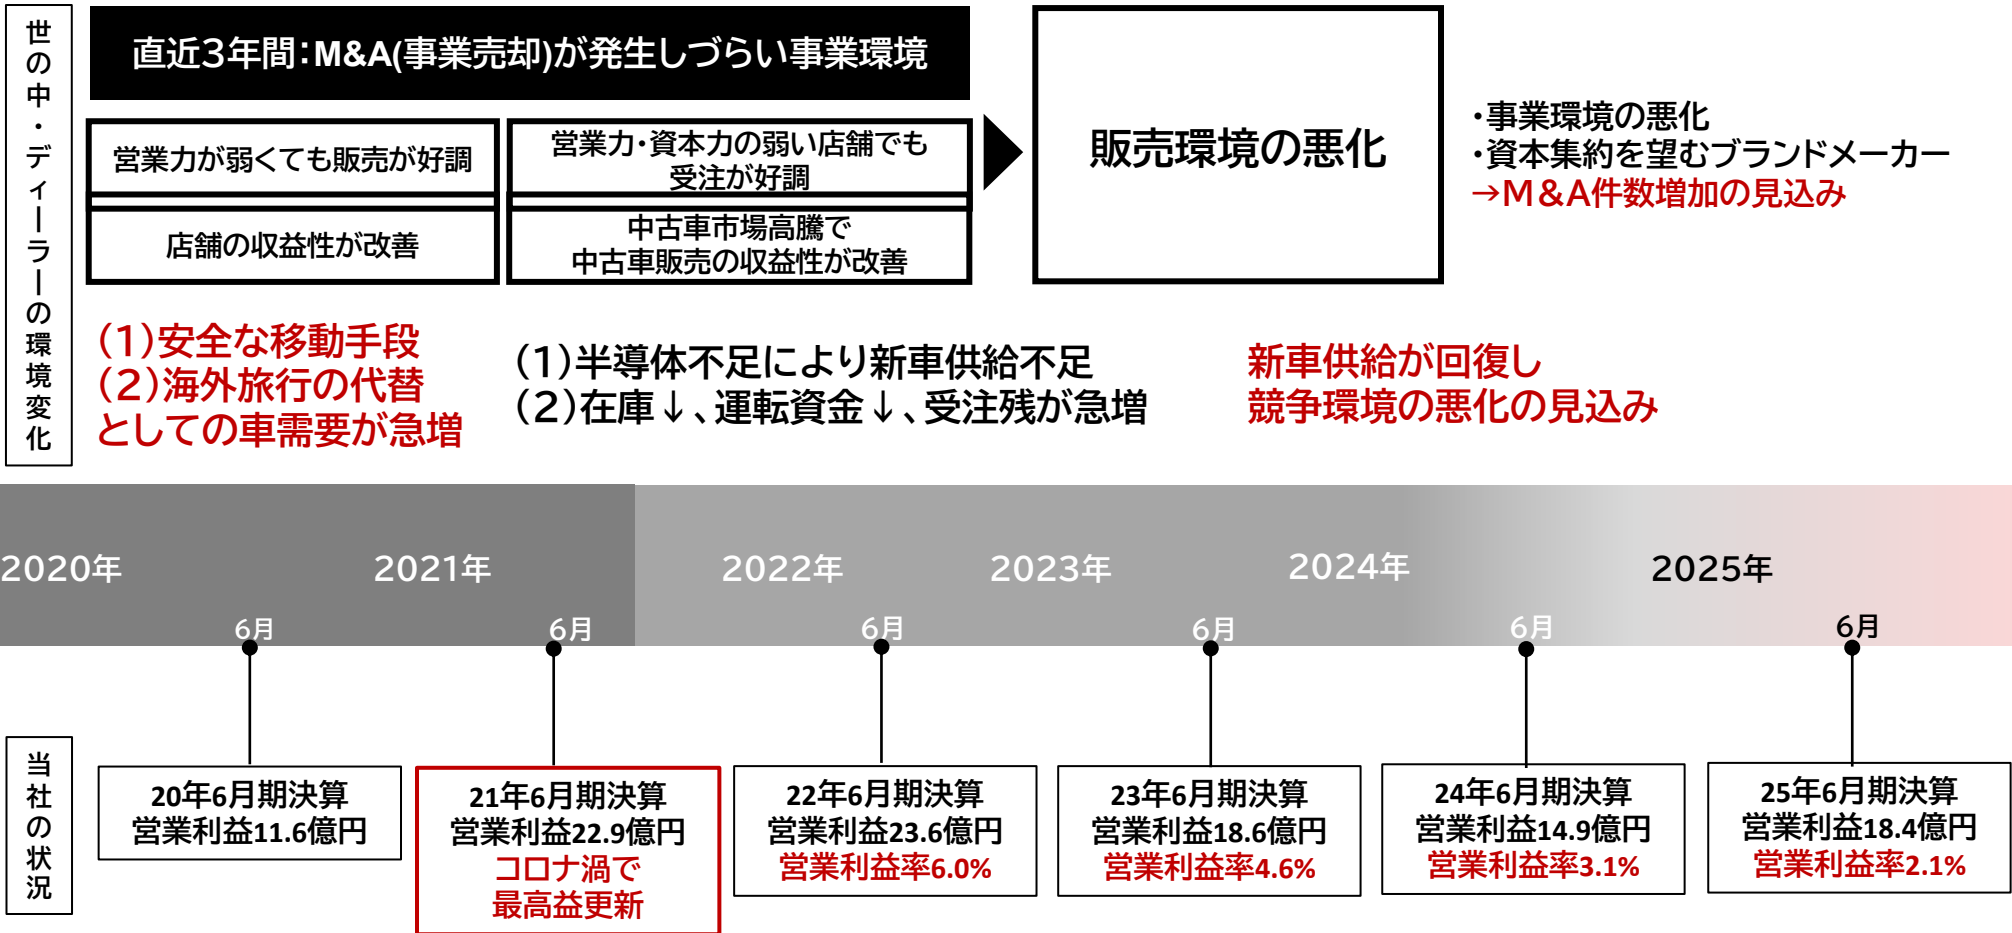 世の中・ディーラーの環境変化
直近3年間：M&A(事業売却)が発生しづらい事業環境
営業力が弱くても販売が好調
営業力・資本力の弱い店舗でも
受注が好調
店舗の収益性が改善
中古車市場高騰で
中古車販売の収益性が改善
販売環境の悪化
・事業環境の悪化
・資本集約を望むブランドメーカー
→M&A件数増加の見込み
(1)安全な移動手段
(2)海外旅行の代替
としての車需要が急増
(1)半導体不足により新車供給不足
(2)在庫↓、運転資金↓、受注残が急増
新車供給が回復し
競争環境の悪化の見込み
2020年
2021年
2022年
2023年
2024年
2025年
6月
6月
6月
6月
6月
6月
当社の状況
20年6月期決算
営業利益11.6億円
21年6月期決算
営業利益22.9億円
コロナ渦で
最高益更新
22年6月期決算
営業利益23.6億円
営業利益率6.0%
23年6月期決算
営業利益18.6億円
営業利益率4.6%
24年6月期決算
営業利益14.9億円
営業利益率3.1%
25年6月期決算
営業利益18.4億円
営業利益率2.1%